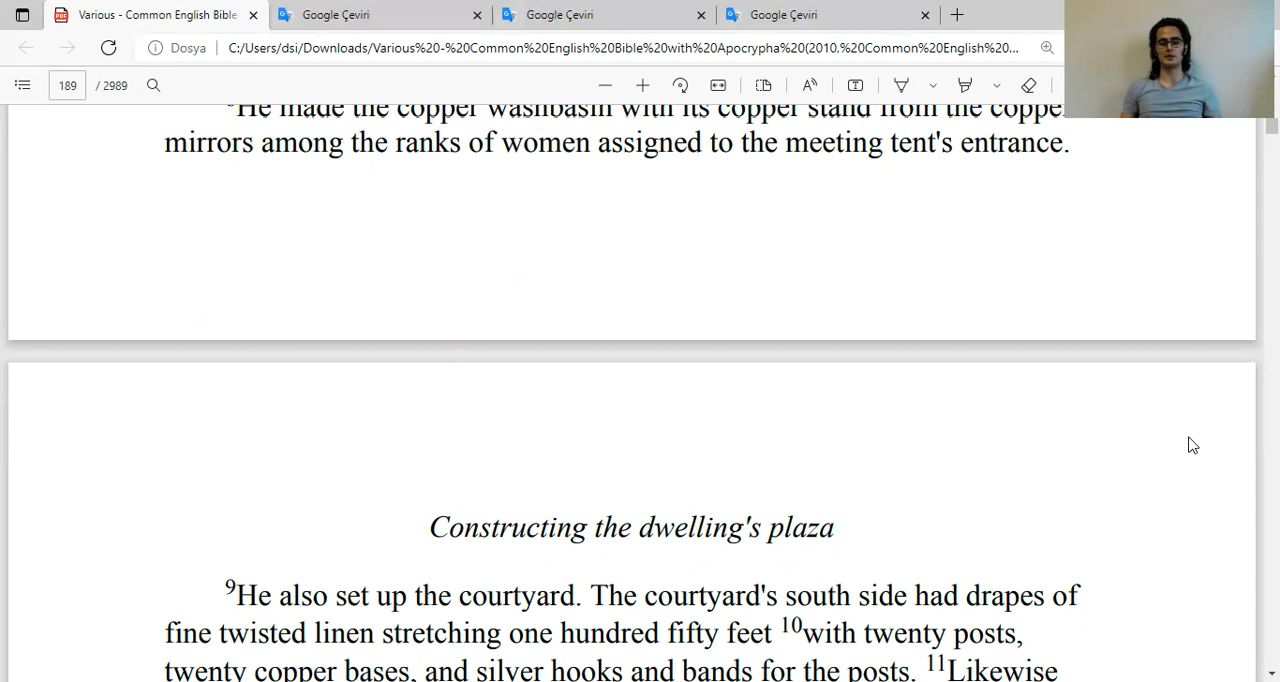 Various - Common English Bible
Google Çeviri
Google Çeviri
Google Çeviri
Dosya
C:/Users/dsi/Downloads/Various%20-%20Common%20English%20Bible%20with%20Apocrypha%20(2010.%20Common%20English%20...
189 / 2989
He made the copper washbasin with its copper stand from the copper
mirrors among the ranks of women assigned to the meeting tent's entrance.
Constructing the dwelling's plaza
9He also set up the courtyard. The courtyard's south side had drapes of
fine twisted linen stretching one hundred fifty feet 10with twenty posts,
twenty copper bases, and silver hooks and bands for the posts. 11Likewise